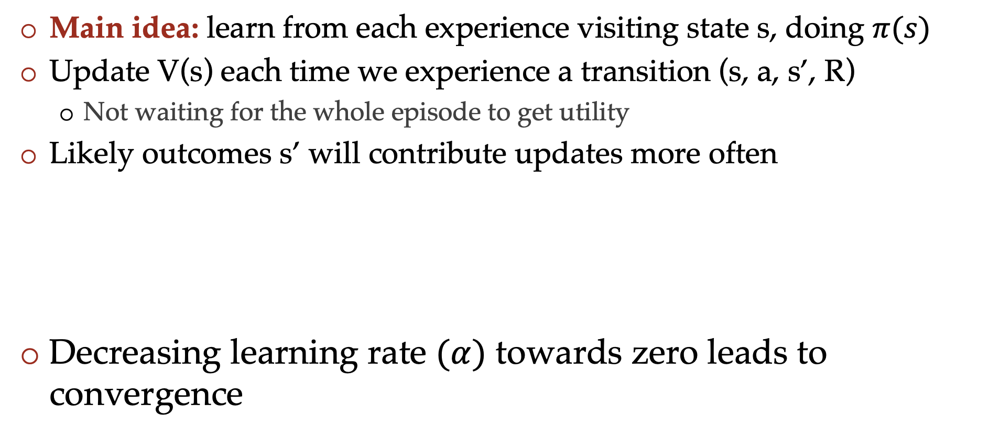 ○ Main idea: learn from each experience visiting state s, doing π(s)
○ Update V(s) each time we experience a transition (s, a, s′, R)
○ Not waiting for the whole episode to get utility
○ Likely outcomes s′ will contribute updates more often
○ Decreasing learning rate (α) towards zero leads to
convergence